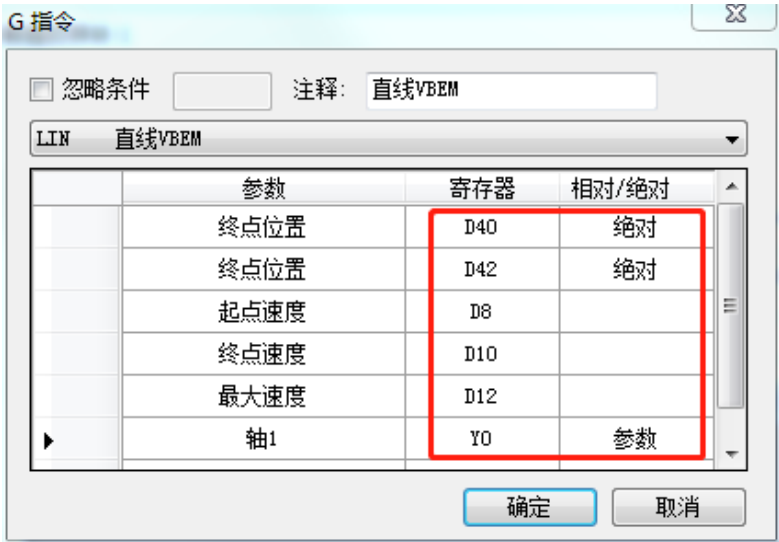 G 指令
忽略条件 注释: 直线VBEM
LIN 直线VBEM
参数 寄存器 相对/绝对
终点位置 D40 绝对
终点位置 D42 绝对
起点速度 D8
终点速度 D10
最大速度 D12
轴1 Y0 参数
确定 取消